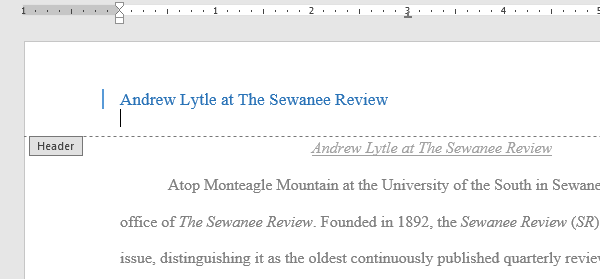 1 1 2 3 4 5
Andrew Lytle at The Sewanee Review
Header
Andrew Lytle at The Sewanee Review
Atop Monteagle Mountain at the University of the South in Sewane
office of The Sewanee Review. Founded in 1892, the Sewanee Review (SR)
issue, distinguishing it as the oldest continuously published quarterly review